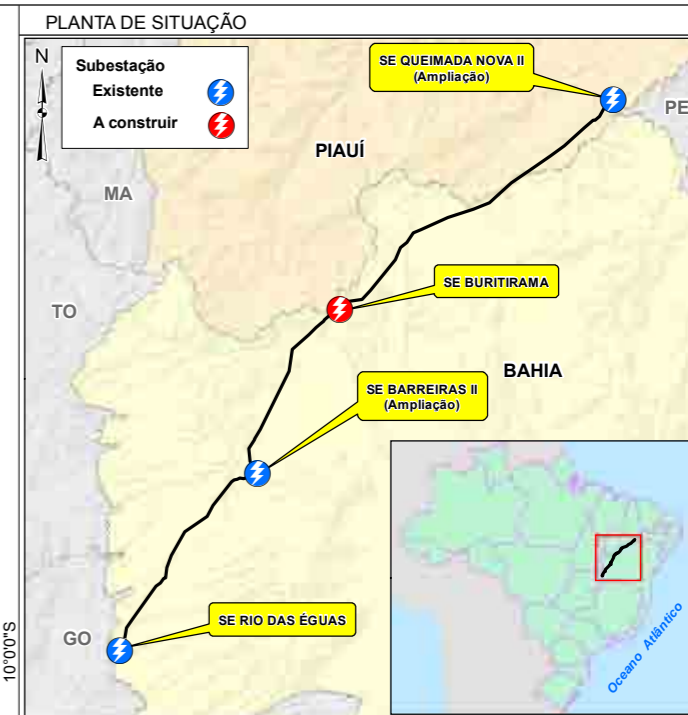 PLANTA DE SITUAÇÃO
N
Subestação
Existente
A construir
SE QUEIMADA NOVA II
(Ampliação)
PE
PIAUÍ
MA
SE BURITIRAMA
TO
BAHIA
SE BARREIRAS II
(Ampliação)
SE RIO DAS ÉGUAS
GO
10°0'0"S
Oceano Atlântico